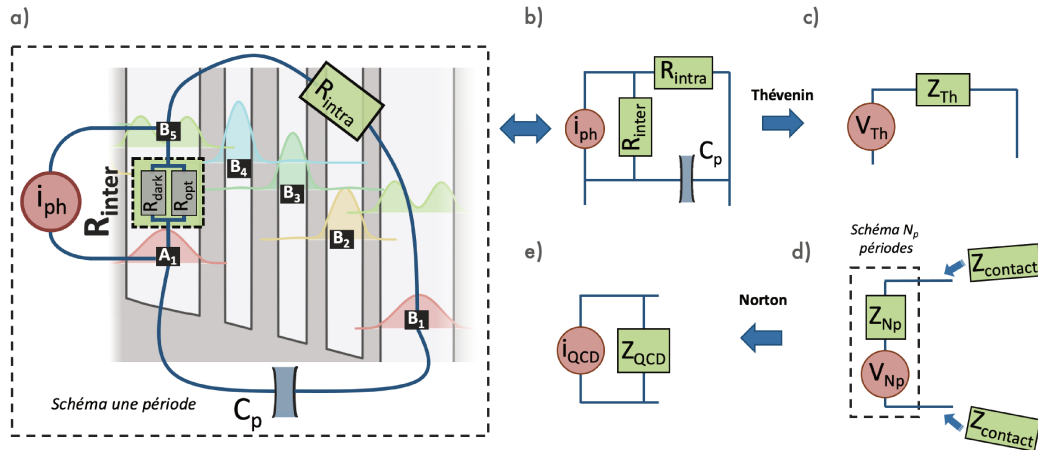 a)
b)
c)
R_intra
B_5
i_ph
R_inter
R_dark
R_opt
B_4
B_3
B_2
A_1
B_1
C_p
Schéma une période
i_ph
R_inter
R_intra
C_p
Thévenin
Z_Th
V_Th
e)
d)
Schéma N_p
périodes
Z_contact
Z_Np
V_Np
Z_contact
Norton
i_QCD
Z_QCD